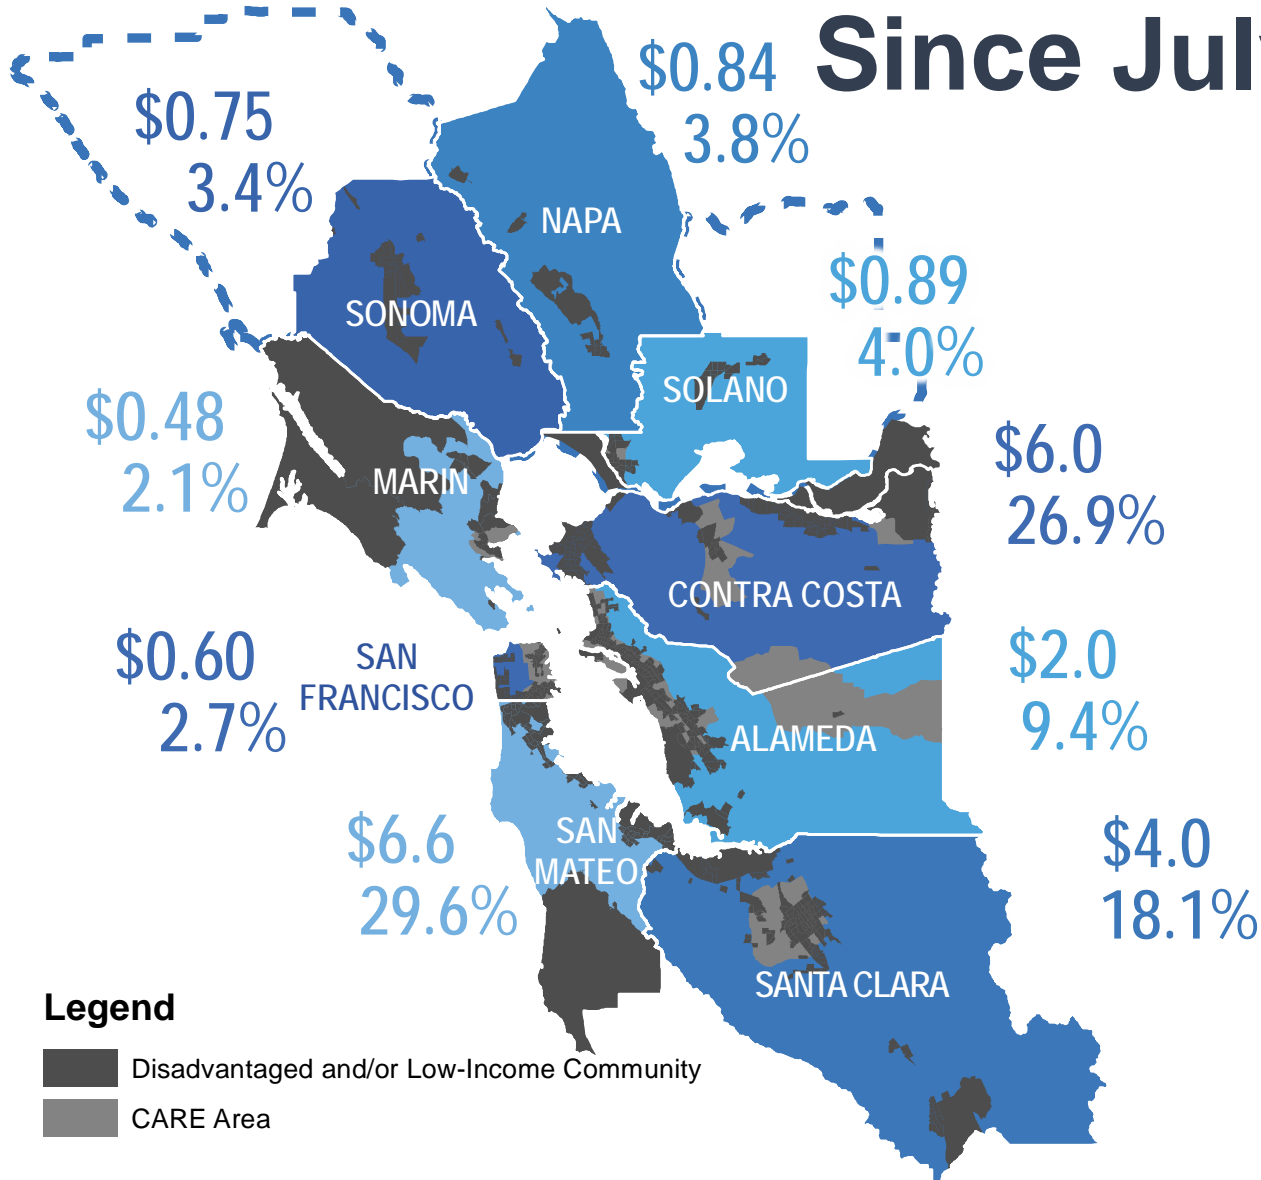 Since July
$0.84
3.8%
$0.75
3.4%
NAPA
$0.89
4.0%
SONOMA
SOLANO
$0.48
2.1%
MARIN
$6.0
26.9%
CONTRA COSTA
$0.60
2.7%
SAN
FRANCISCO
$2.0
9.4%
ALAMEDA
$6.6
29.6%
SAN
MATEO
$4.0
18.1%
SANTA CLARA
Legend
Disadvantaged and/or Low-Income Community
CARE Area